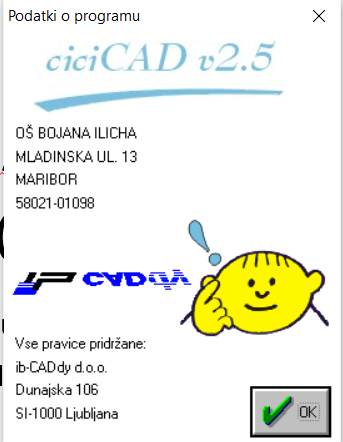 Podatki o programu
ciciCAD v2.5
OŠ BOJANA ILICHA
MLADINSKA UL. 13
MARIBOR
58021-01098
Vse pravice pridržane:
ib-CADdy d.o.o.
Dunajska 106
SI-1000 Ljubljana
OK